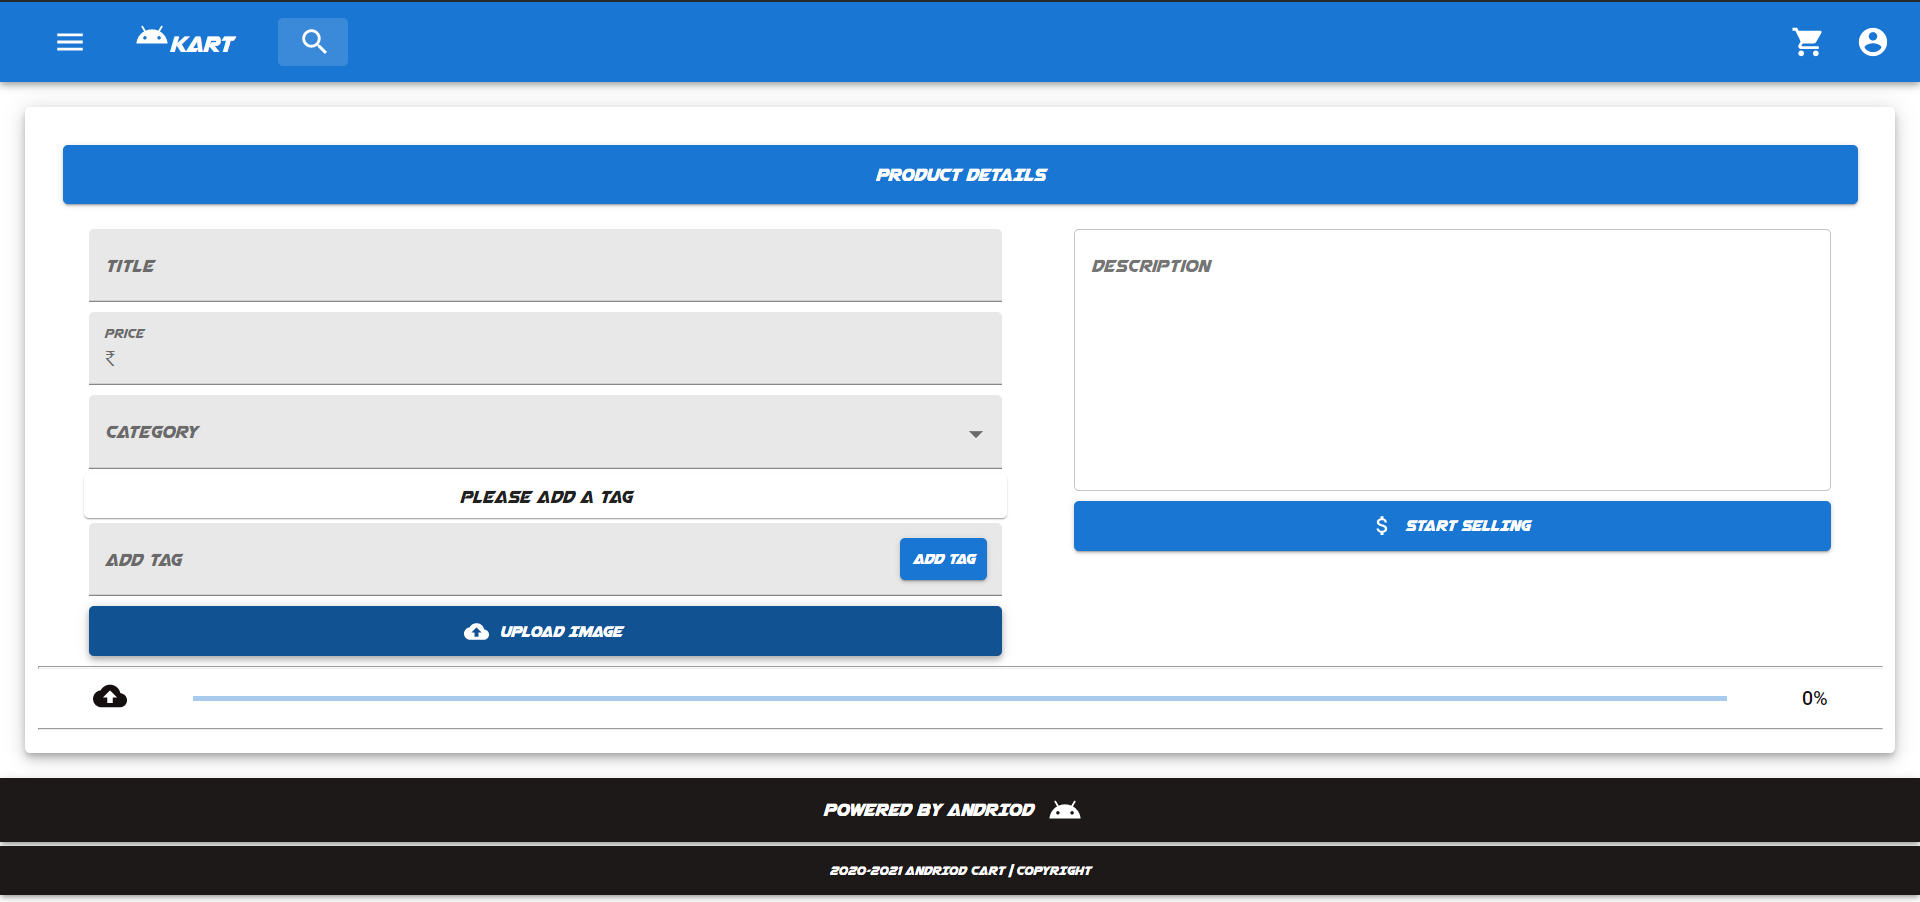 KART
PRODUCT DETAILS
TITLE
PRICE
₹
CATEGORY
PLEASE ADD A TAG
ADD TAG
ADD TAG
UPLOAD IMAGE
DESCRIPTION
$ START SELLING
0%
POWERED BY ANDRIOD
2020-2021 ANDRIOD CART | COPYRIGHT